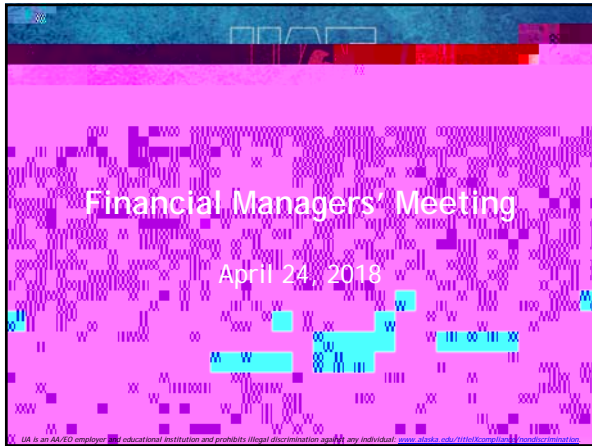 Financial Managers' Meeting
April 24, 2018
UA is an AA/EO employer and educational institution and prohibits illegal discrimination against any individual: www.alaska.edu/titleIXcompliance/nondiscrimination.